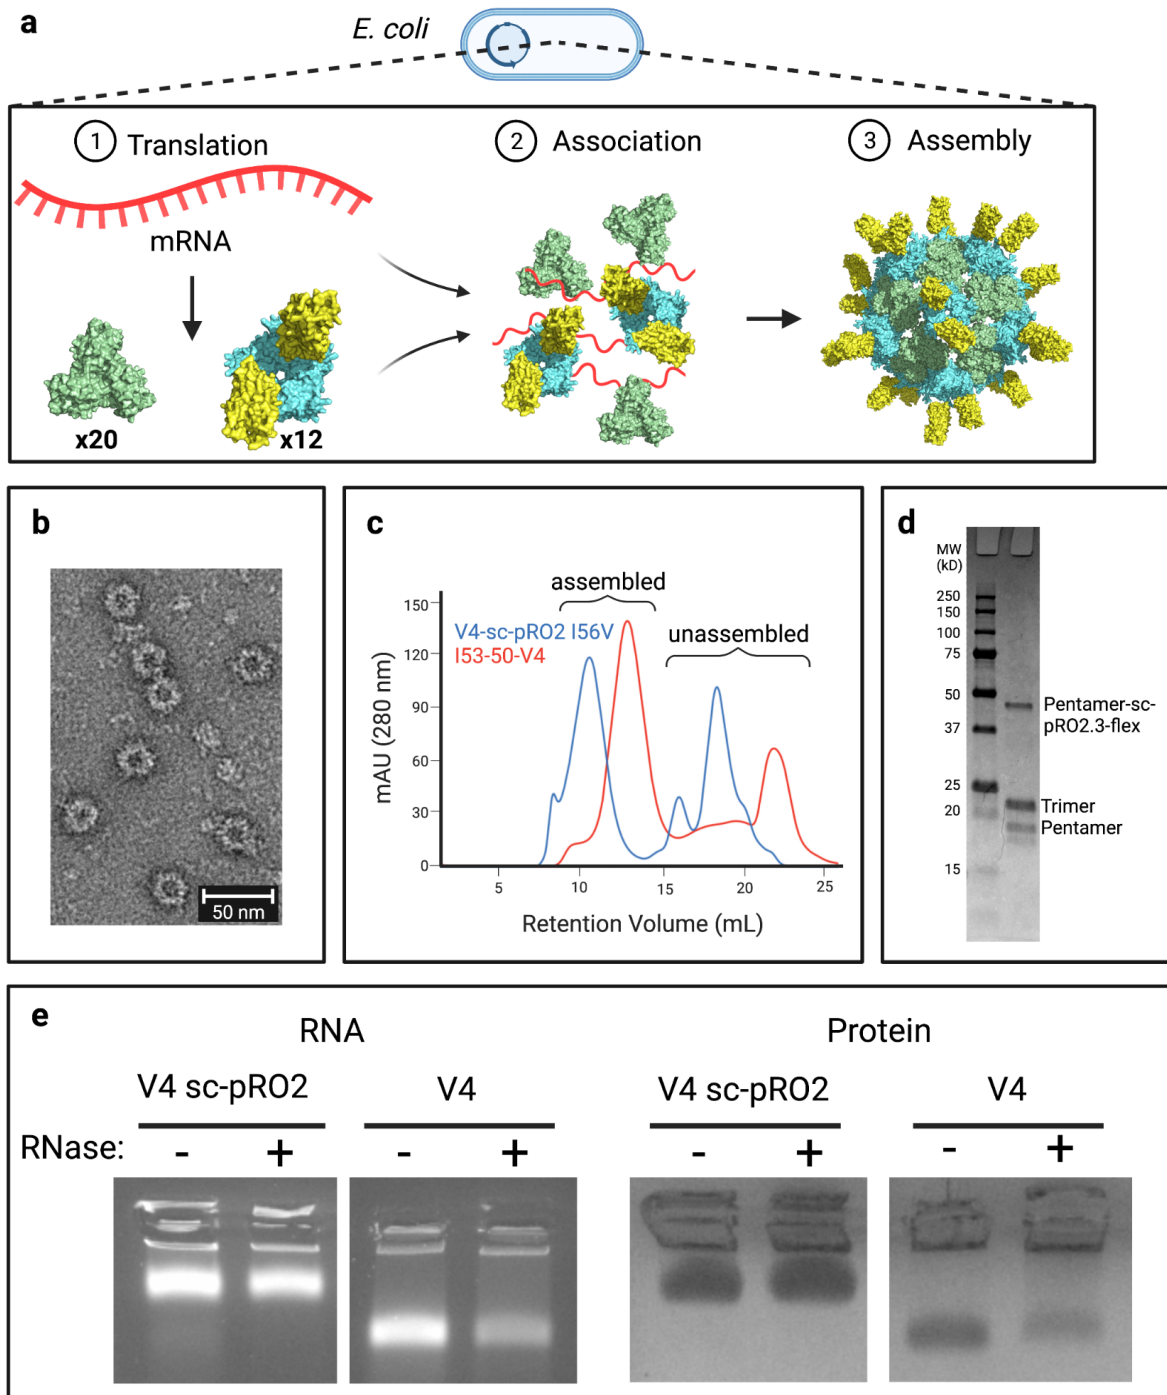 a
E. coli
1 Translation
2 Association
3 Assembly
mRNA
x20
x12
b
50 nm
c
assembled
unassembled
V4-sc-pRO2 I56V
I53-50-V4
mAU (280 nm)
150
120
90
60
30
0
5 10 15 20 25
Retention Volume (mL)
d
MW
(kD)
250
150
100
75
50
37
25
20
15
Pentamer-sc-
pRO2.3-flex
Trimer
Pentamer
e
RNA
Protein
V4 sc-pRO2 V4 V4 sc-pRO2 V4
RNase: - + - + - + - +